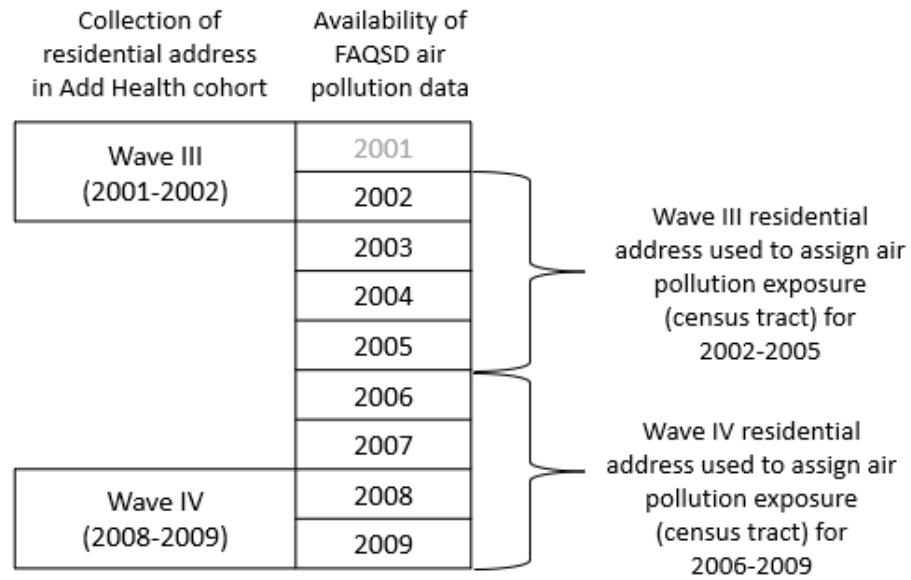 Collection of
residential address
in Add Health cohort
Availability of
FAQSD air
pollution data
Wave III
(2001-2002)
2001
2002
2003
2004
2005
2006
2007
2008
2009
Wave IV
(2008-2009)
Wave III residential
address used to assign air
pollution exposure
(census tract) for
2002-2005
Wave IV residential
address used to assign air
pollution exposure
(census tract) for
2006-2009